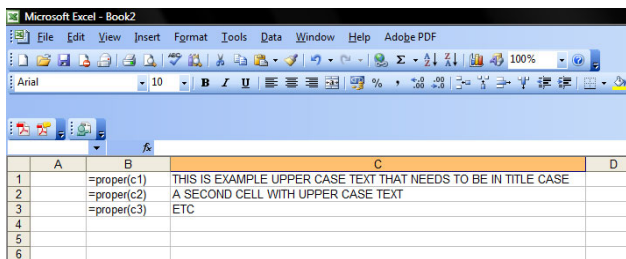 Microsoft Excel - Book2
File Edit View Insert Format Tools Data Window Help Adobe PDF
100%
Arial 10 B I U % ,
fx
A B C D
1 =proper(c1) THIS IS EXAMPLE UPPER CASE TEXT THAT NEEDS TO BE IN TITLE CASE
2 =proper(c2) A SECOND CELL WITH UPPER CASE TEXT
3 =proper(c3) ETC
4
5
6